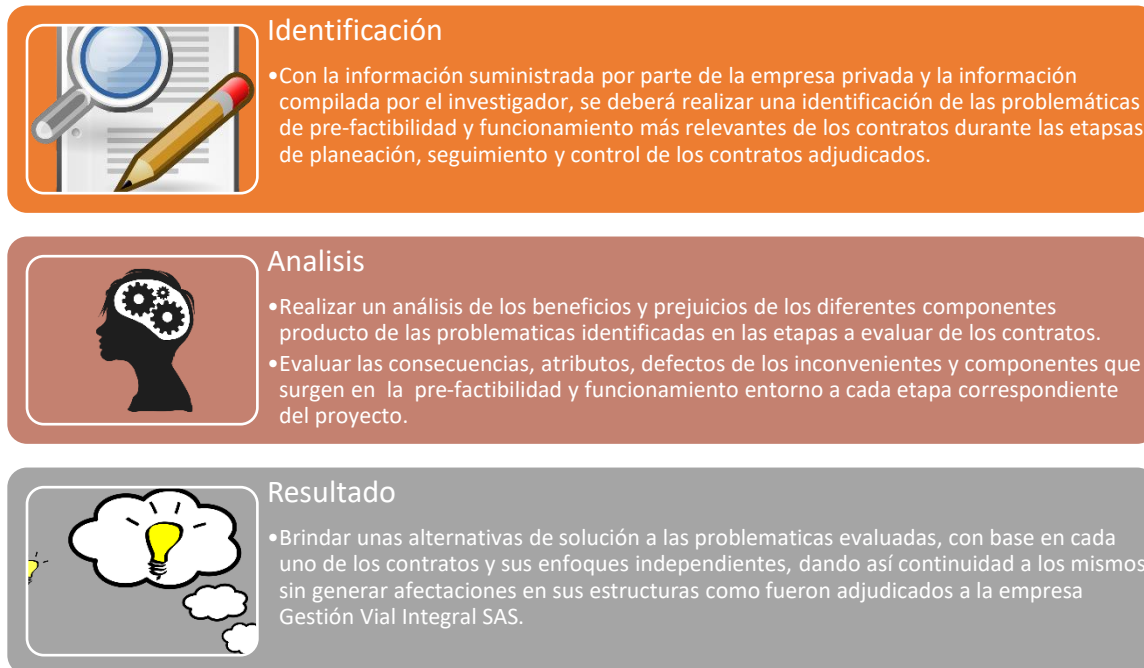 Identificación
•Con la información suministrada por parte de la empresa privada y la información
compilada por el investigador, se deberá realizar una identificación de las problemáticas
de pre-factibilidad y funcionamiento más relevantes de los contratos durante las etapsas
de planeación, seguimiento y control de los contratos adjudicados.
Analisis
•Realizar un análisis de los beneficios y prejuicios de los diferentes componentes
producto de las problematicas identificadas en las etapas a evaluar de los contratos.
•Evaluar las consecuencias, atributos, defectos de los inconvenientes y componentes que
surgen en la pre-factibilidad y funcionamiento entorno a cada etapa correspondiente
del proyecto.
Resultado
•Brindar unas alternativas de solución a las problematicas evaluadas, con base en cada
uno de los contratos y sus enfoques independientes, dando así continuidad a los mismos
sin generar afectaciones en sus estructuras como fueron adjudicados a la empresa
Gestión Vial Integral SAS.